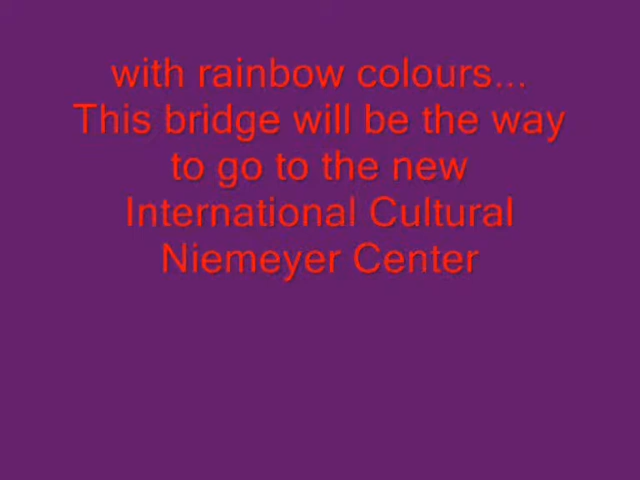 with rainbow colours...
This bridge will be the way
to go to the new
International Cultural
Niemeyer Center